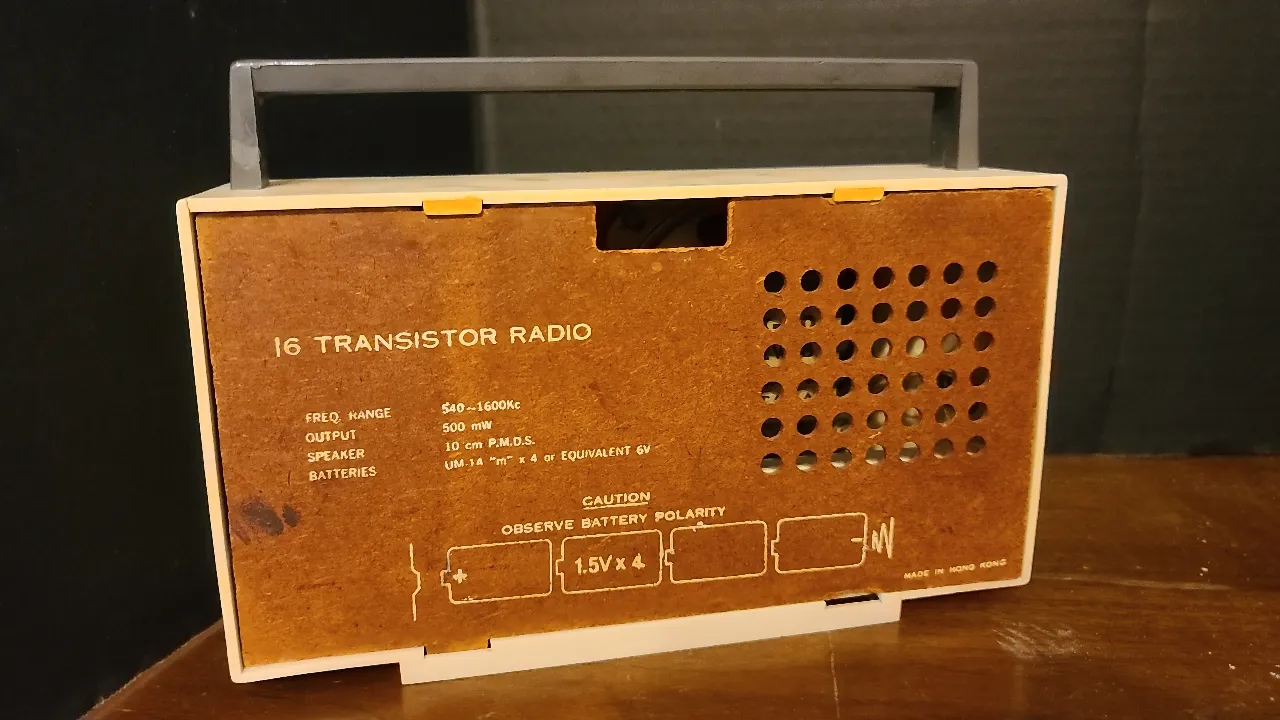 16 TRANSISTOR RADIO
FREQ. RANGE 540~1600Kc
OUTPUT 500 mW
SPEAKER 10 cm P.M.D.S.
BATTERIES UM-1A "m" x 4 or EQUIVALENT 6V
CAUTION
OBSERVE BATTERY POLARITY
+ 1.5V x 4 -
MADE IN HONG KONG